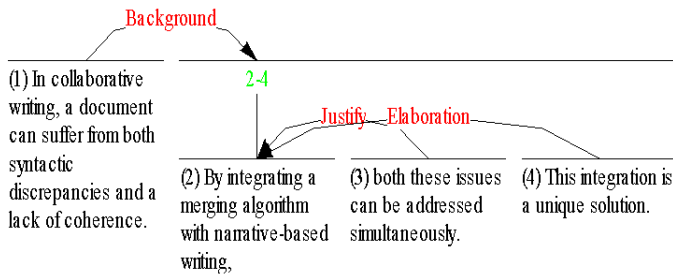 Background
2-4
Justify Elaboration
(1) In collaborative
writing, a document
can suffer from both
syntactic
discrepancies and a
lack of coherence.
(2) By integrating a
merging algorithm
with narrative-based
writing,
(3) both these issues
can be addressed
simultaneously.
(4) This integration is
a unique solution.